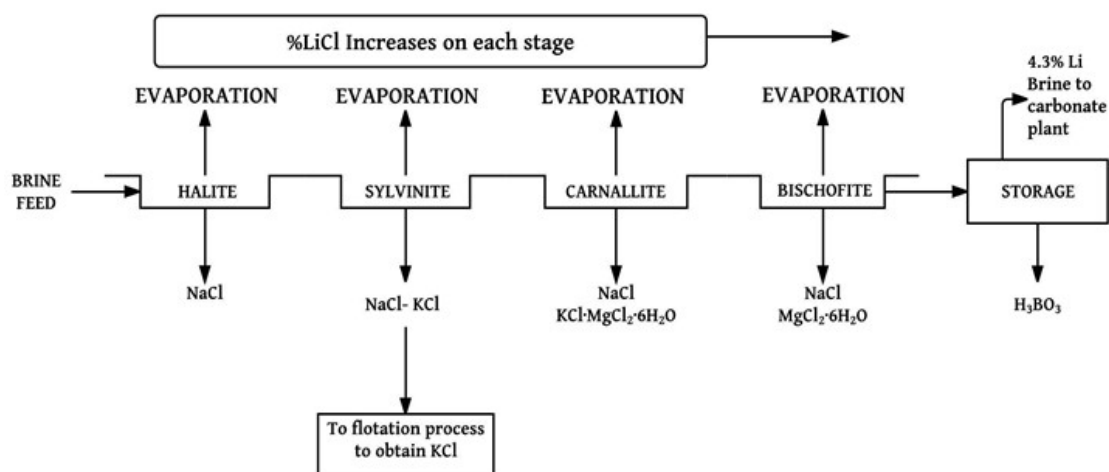 %LiCl Increases on each stage
EVAPORATION
EVAPORATION
EVAPORATION
EVAPORATION
4.3% Li
Brine to
carbonate
plant
BRINE
FEED
HALITE
SYLVINITE
CARNALLITE
BISCHOFITE
STORAGE
NaCl
NaCl- KCl
NaCl
KCl·MgCl₂·6H₂O
NaCl
MgCl₂·6H₂O
H₃BO₃
To flotation process
to obtain KCl